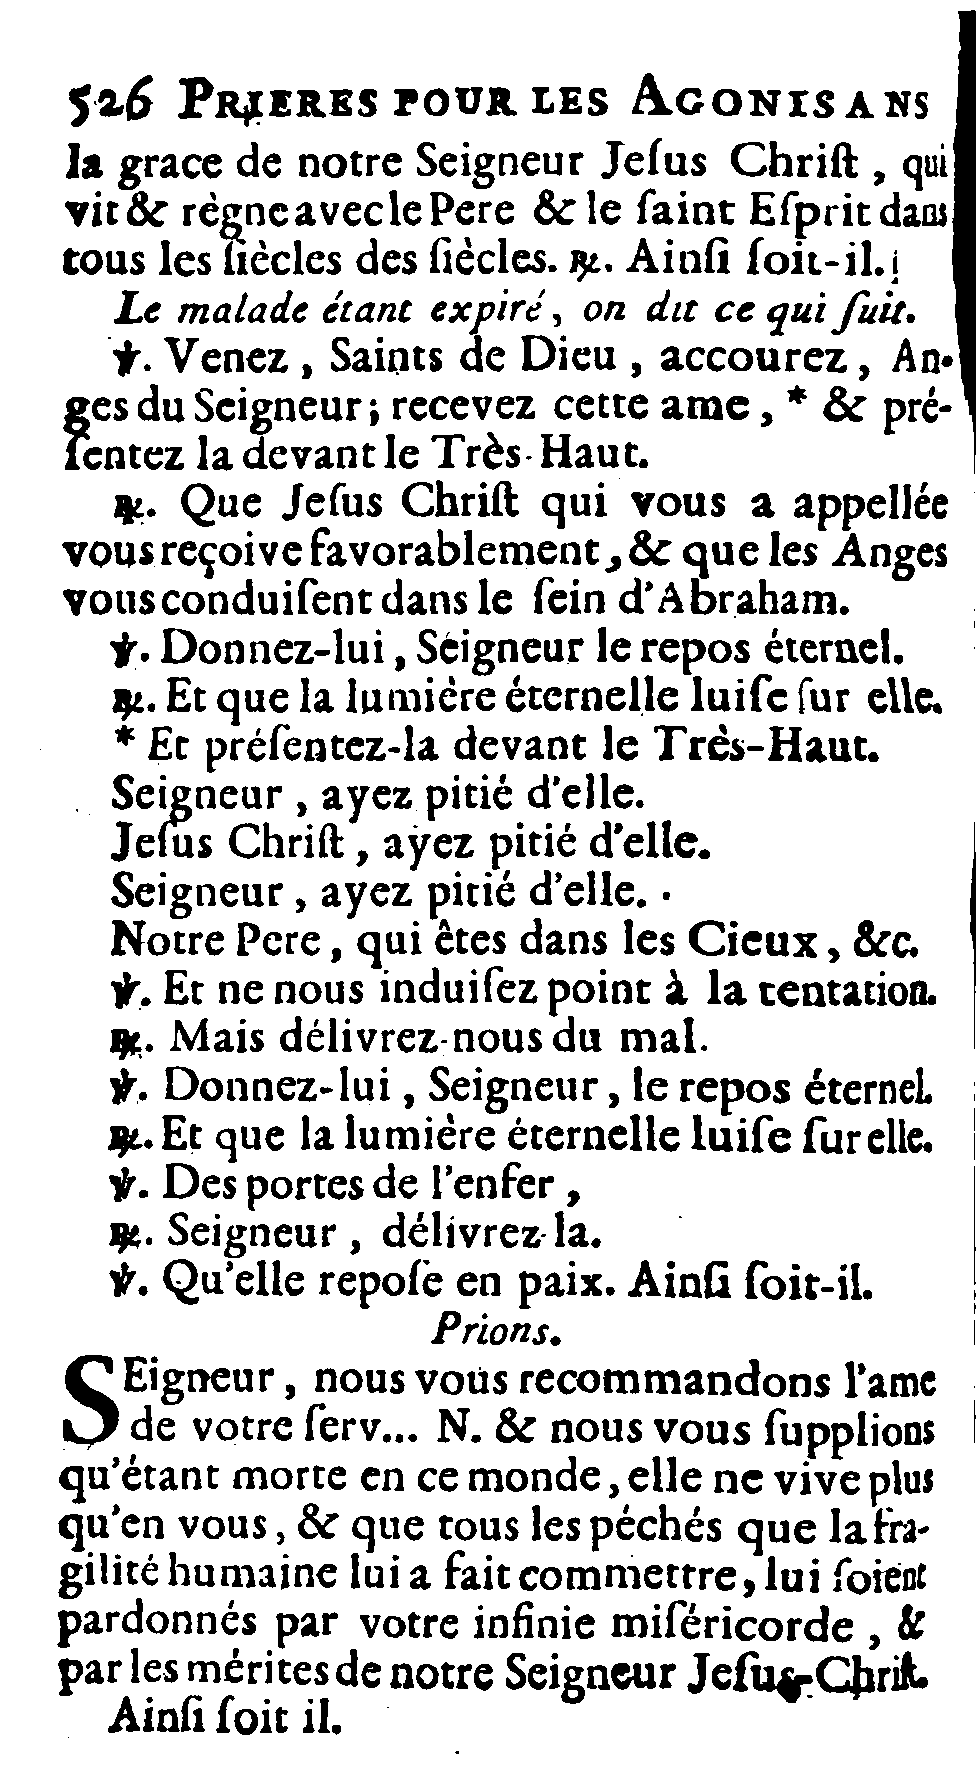 526 PRIERES POUR LES AGONISANS
la grace de notre Seigneur Jeſus Chriſt, qui
vit & règne avec le Pere & le ſaint Eſprit dans
tous les ſiècles des ſiècles. ℟. Ainſi ſoit-il.
Le malade étant expiré, on dit ce qui ſuit.
℣. Venez, Saints de Dieu, accourez, An-
ges du Seigneur; recevez cette ame, * & pré-
ſentez la devant le Très-Haut.
℟. Que Jeſus Chriſt qui vous a appellée
vous reçoive favorablement, & que les Anges
vous conduiſent dans le ſein d'Abraham.
℣. Donnez-lui, Seigneur le repos éternel.
℟. Et que la lumière éternelle luiſe ſur elle.
* Et préſentez-la devant le Très-Haut.
Seigneur, ayez pitié d'elle.
Jeſus Chriſt, ayez pitié d'elle.
Seigneur, ayez pitié d'elle.
Notre Pere, qui êtes dans les Cieux, &c.
℣. Et ne nous induiſez point à la tentation.
℟. Mais délivrez-nous du mal.
℣. Donnez-lui, Seigneur, le repos éternel.
℟. Et que la lumière éternelle luiſe ſur elle.
℣. Des portes de l'enfer,
℟. Seigneur, délivrez-la.
℣. Qu'elle repoſe en paix. Ainſi ſoit-il.
Prions.
SEigneur, nous vous recommandons l'ame
de votre ſerv... N. & nous vous ſupplions
qu'étant morte en ce monde, elle ne vive plus
qu'en vous, & que tous les péchés que la fra-
gilité humaine lui a fait commettre, lui ſoient
pardonnés par votre infinie miſéricorde, &
par les mérites de notre Seigneur Jeſus-Chriſt.
Ainſi ſoit il.